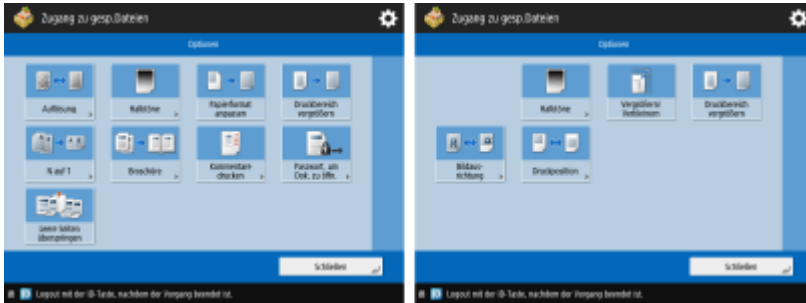 Zugang zu gesp.Dateien
Optionen
Auflösung
Halbtöne
Papierformat
anpassen
Druckbereich
vergrößern
N auf 1
Broschüre
Kommentare
drucken
Passwort, um
Dok. zu öffn.
Leere Seiten
überspringen
Schließen
Logout mit der ID-Taste, nachdem der Vorgang beendet ist.
Zugang zu gesp.Dateien
Optionen
Halbtöne
Vergrößern/
Verkleinern
Druckbereich
vergrößern
Bildaus-
richtung
Druckposition
Schließen
Logout mit der ID-Taste, nachdem der Vorgang beendet ist.